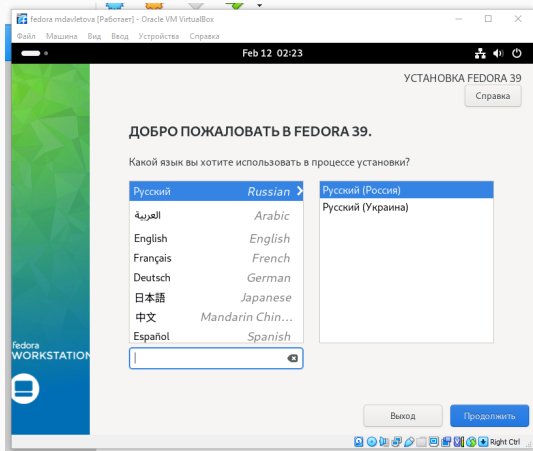 fedora mdavletova [Работает] - Oracle VM VirtualBox
Файл Машина Вид Ввод Устройства Справка
Feb 12 02:23
УСТАНОВКА FEDORA 39
Справка
ДОБРО ПОЖАЛОВАТЬ В FEDORA 39.
Какой язык вы хотите использовать в процессе установки?
Русский Russian
Русский (Россия)
العربية Arabic
Русский (Украина)
English English
Français French
Deutsch German
日本語 Japanese
中文 Mandarin Chin...
Español Spanish
fedora
WORKSTATION
Выход
Продолжить
Right Ctrl